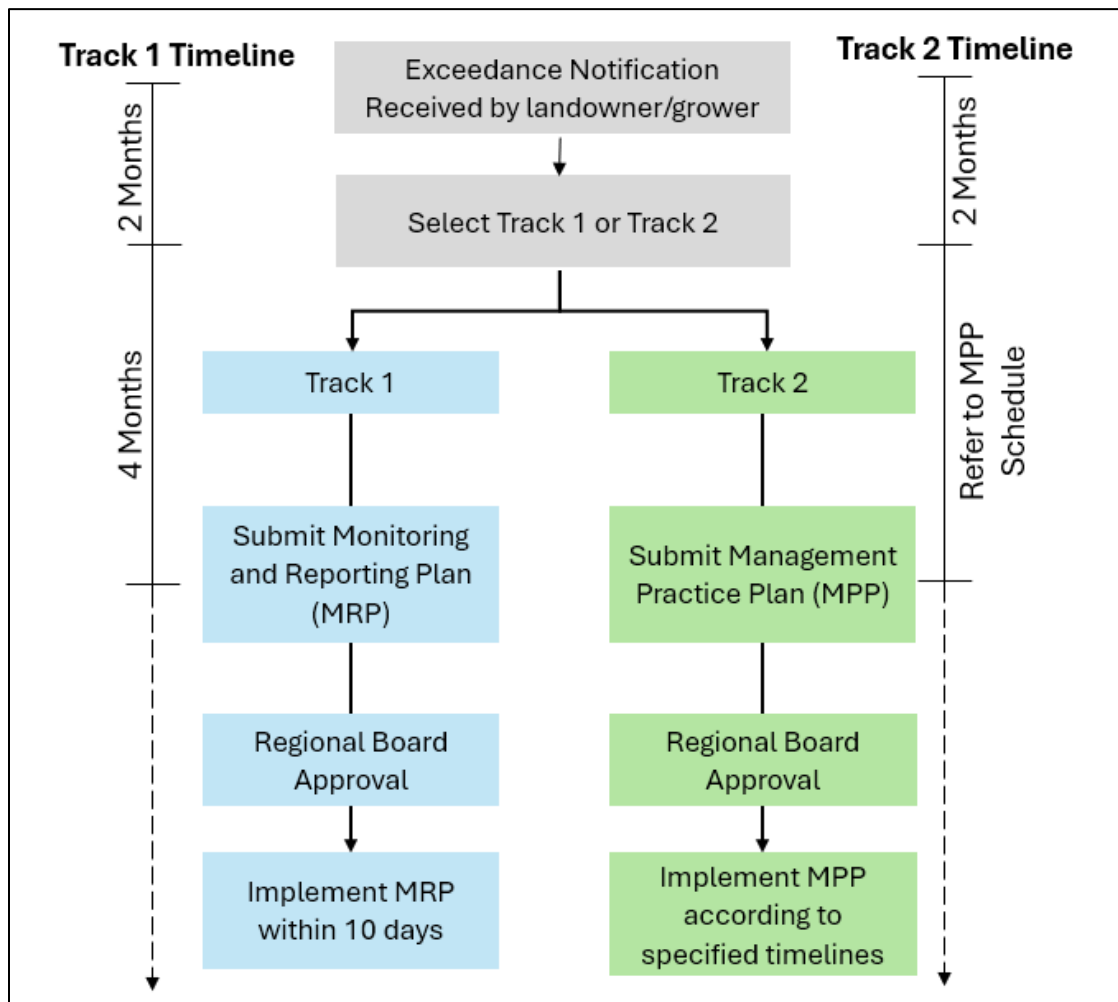 Track 1 Timeline
Track 2 Timeline
Exceedance Notification
Received by landowner/grower
2 Months
2 Months
Select Track 1 or Track 2
4 Months
Refer to MPP
Schedule
Track 1
Track 2
Submit Monitoring
and Reporting Plan
(MRP)
Submit Management
Practice Plan (MPP)
Regional Board
Approval
Regional Board
Approval
Implement MRP
within 10 days
Implement MPP
according to
specified timelines